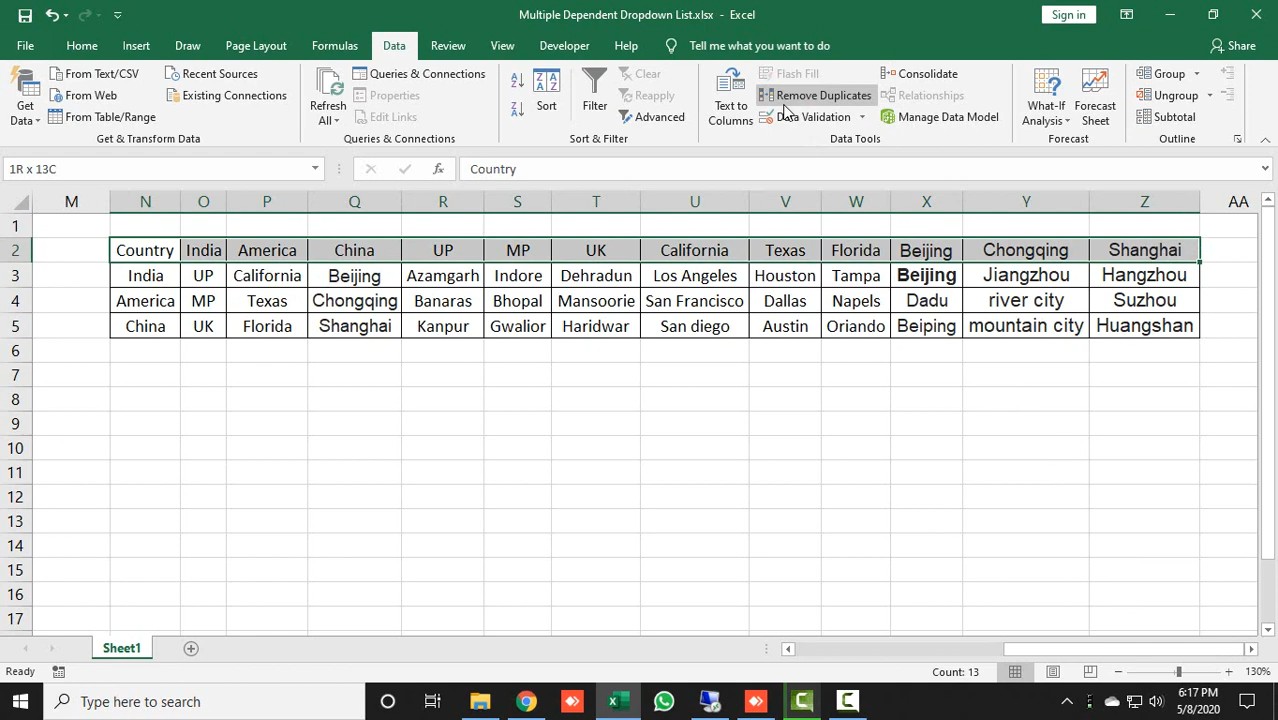 Multiple Dependent Dropdown List.xlsx - Excel
Sign in
File Home Insert Draw Page Layout Formulas Data Review View Developer Help Tell me what you want to do Share
Get Data
From Text/CSV
From Web
From Table/Range
Recent Sources
Existing Connections
Get & Transform Data
Refresh All
Queries & Connections
Properties
Edit Links
Queries & Connections
Sort
Filter
Clear
Reapply
Advanced
Sort & Filter
Text to Columns
Flash Fill
Remove Duplicates
Data Validation
Consolidate
Relationships
Manage Data Model
Data Tools
What-If Analysis
Forecast Sheet
Forecast
Group
Ungroup
Subtotal
Outline
1R x 13C
fx
Country
M N O P Q R S T U V W X Y Z AA
1
2 Country India America China UP MP UK California Texas Florida Beijing Chongqing Shanghai
3 India UP California Beijing Azamgarh Indore Dehradun Los Angeles Houston Tampa Beijing Jiangzhou Hangzhou
4 America MP Texas Chongqing Banaras Bhopal Mansoorie San Francisco Dallas Napels Dadu river city Suzhou
5 China UK Florida Shanghai Kanpur Gwalior Haridwar San diego Austin Oriando Beiping mountain city Huangshan
6
7
8
9
10
11
12
13
14
15
16
17
Sheet1
Ready
Count: 13
130%
Type here to search
6:17 PM
5/8/2020